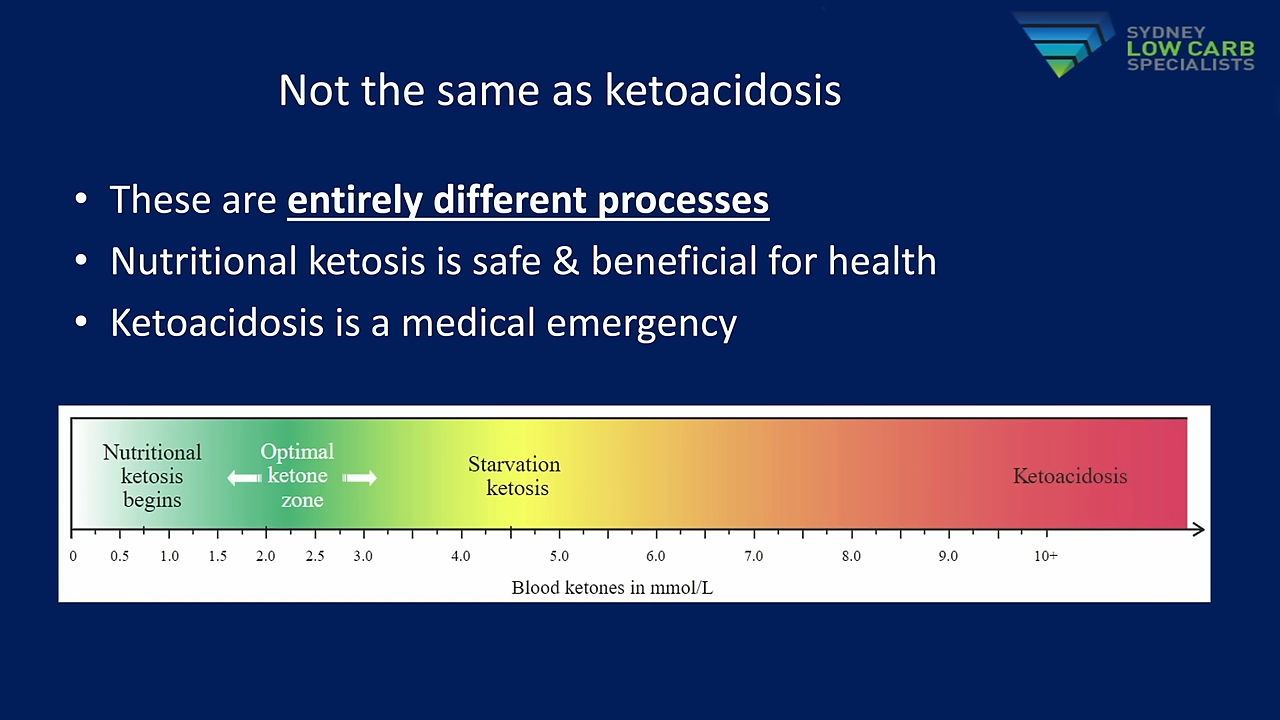 SYDNEY
LOW CARB
SPECIALISTS
Not the same as ketoacidosis
• These are entirely different processes
• Nutritional ketosis is safe & beneficial for health
• Ketoacidosis is a medical emergency
Nutritional
ketosis
begins
Optimal
ketone
zone
Starvation
ketosis
Ketoacidosis
0 0.5 1.0 1.5 2.0 2.5 3.0 4.0 5.0 6.0 7.0 8.0 9.0 10+
Blood ketones in mmol/L